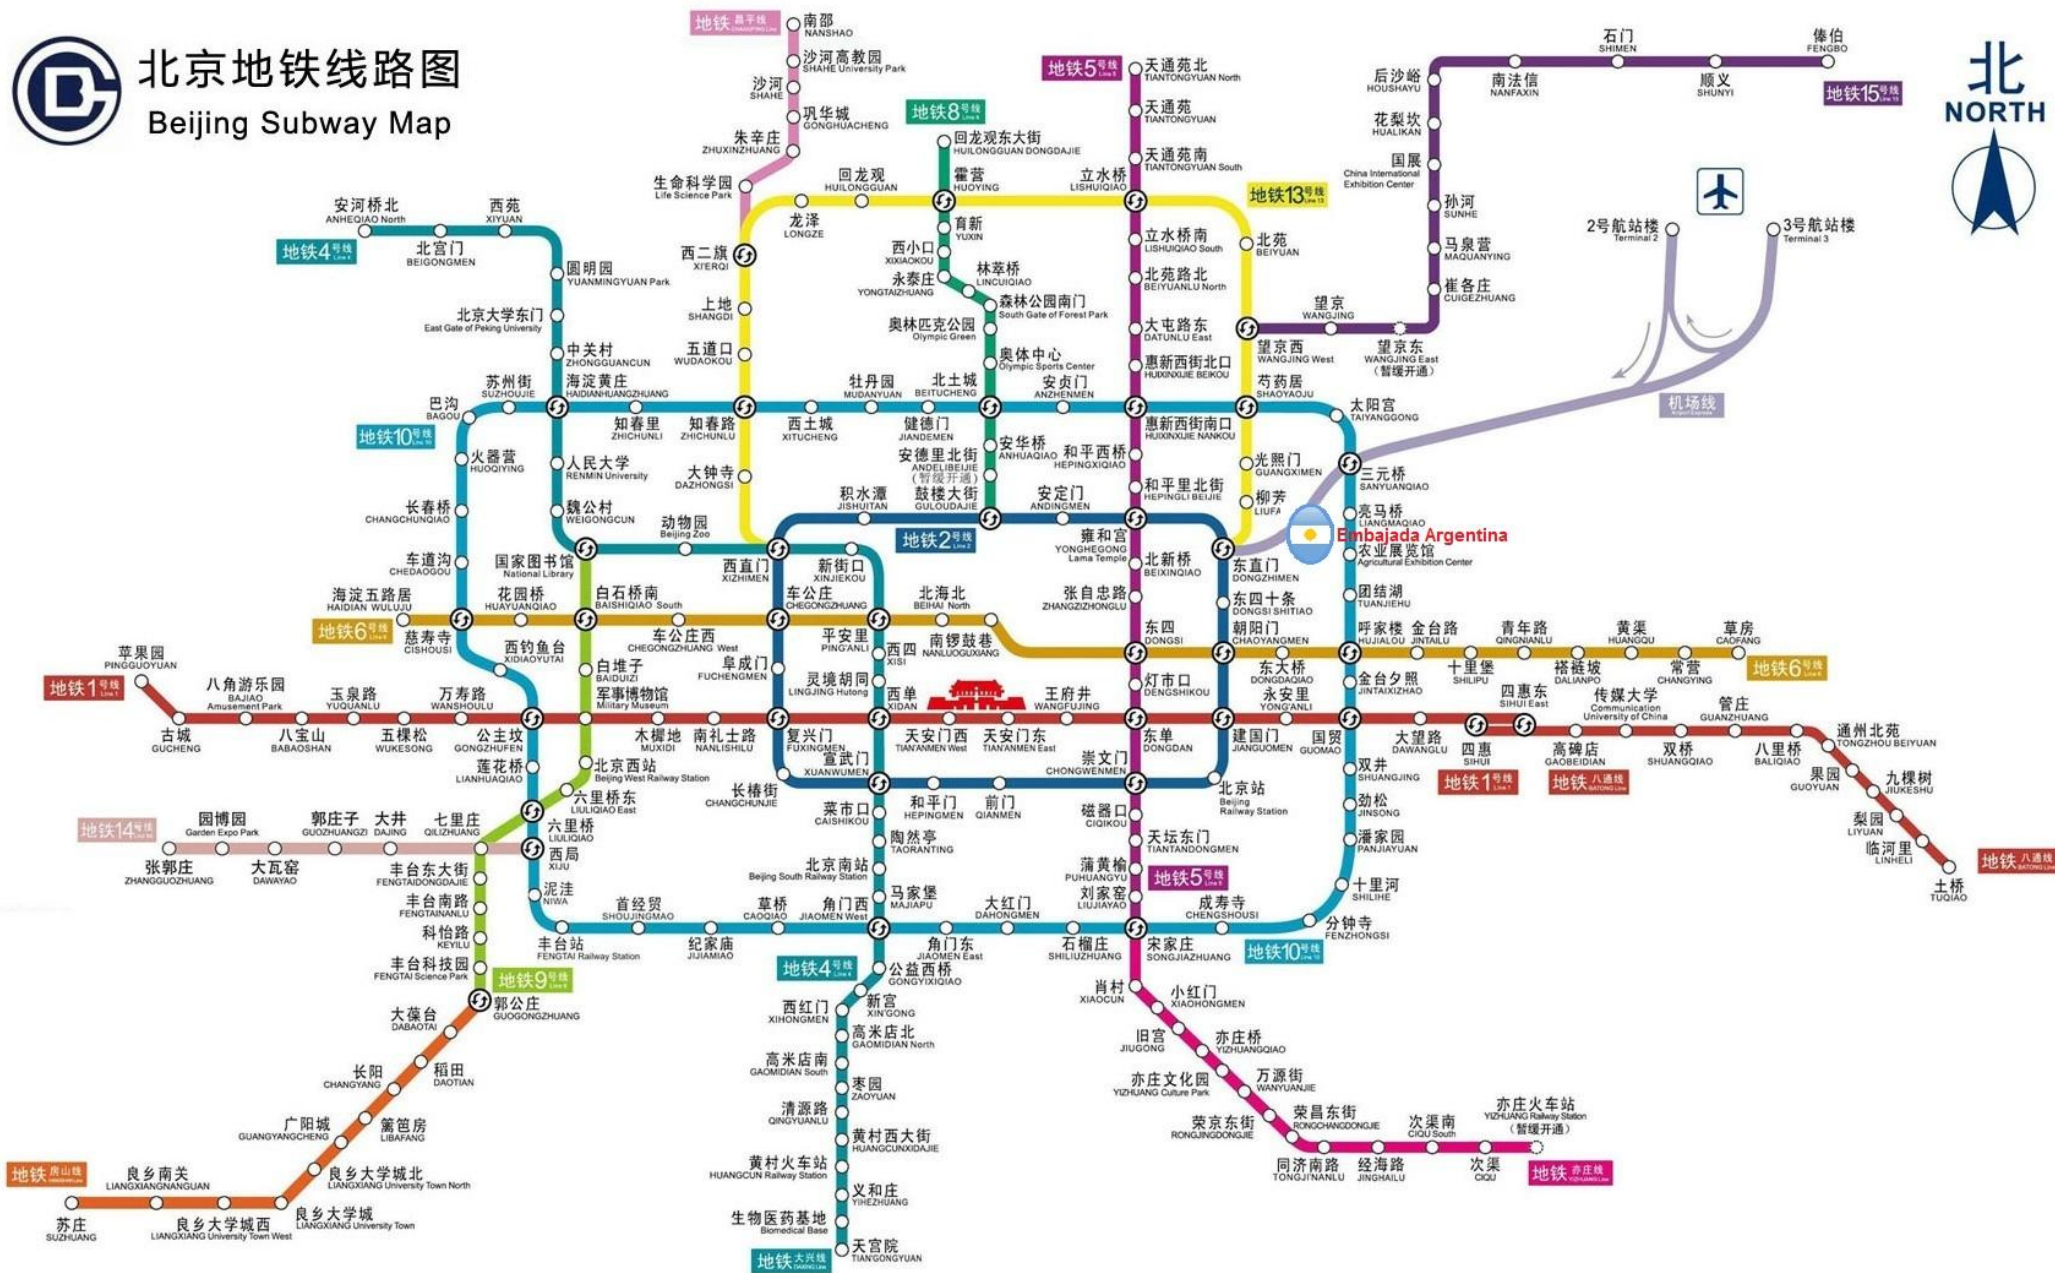 北京地铁线路图
Beijing Subway Map
北
NORTH
地铁昌平线
南邵
NANSHAO
沙河高教园
SHAHE University Park
沙河
SHAHE
巩华城
GONGHUACHENG
朱辛庄
ZHUXINZHUANG
生命科学园
Life Science Park
地铁5号线
Line 5
天通苑北
TIANTONGYUAN North
天通苑
TIANTONGYUAN
天通苑南
TIANTONGYUAN South
立水桥
LISHUIQIAO
立水桥南
LISHUIQIAO South
北苑路北
BEIYUANLU North
大屯路东
DATUNLU East
惠新西街北口
HUIXINXIJIE BEIKOU
惠新西街南口
HUIXINXIJIE NANKOU
和平西桥
HEPINGXIQIAO
和平里北街
HEPINGLI BEIJIE
雍和宫
YONGHEGONG
Lama Temple
北新桥
BEIXINQIAO
张自忠路
ZHANGZIZHONGLU
东四
DONGSI
灯市口
DENGSHIKOU
东单
DONGDAN
崇文门
CHONGWENMEN
磁器口
CIQIKOU
天坛东门
TIANTANDONGMEN
蒲黄榆
PUHUANGYU
地铁5号线
Line 5
刘家窑
LIUJIAYAO
宋家庄
SONGJIAZHUANG
地铁8号线
Line 8
回龙观东大街
HUILONGGUAN DONGDAJIE
霍营
HUOYING
育新
YUXIN
西小口
XIXIAOKOU
永泰庄
YONGTAIZHUANG
林萃桥
LINCUIQIAO
森林公园南门
South Gate of Forest Park
奥林匹克公园
Olympic Green
奥体中心
Olympic Sports Center
北土城
BEITUCHENG
安华桥
ANHUAQIAO
安德里北街
ANDELIBEIJIE
(暂缓开通)
鼓楼大街
GULOUDAJIE
地铁13号线
Line 13
回龙观
HUILONGGUAN
龙泽
LONGZE
西二旗
XI'ERQI
上地
SHANGDI
五道口
WUDAOKOU
知春路
ZHICHUNLU
大钟寺
DAZHONGSI
北苑
BEIYUAN
望京西
WANGJING West
芍药居
SHAOYAOJU
光熙门
GUANGXIMEN
柳芳
LIUFA
东直门
DONGZHIMEN
地铁15号线
Line 15
俸伯
FENGBO
顺义
SHUNYI
石门
SHIMEN
南法信
NANFAXIN
后沙峪
HOUSHAYU
花梨坎
HUALIKAN
国展
China International
Exhibition Center
孙河
SUNHE
马泉营
MAQUANYING
崔各庄
CUIGEZHUANG
望京
WANGJING
望京东
WANGJING East
(暂缓开通)
2号航站楼
Terminal 2
3号航站楼
Terminal 3
机场线
三元桥
SANYUANQIAO
Embajada Argentina
地铁4号线
Line 4
安河桥北
ANHEQIAO North
北宫门
BEIGONGMEN
西苑
XIYUAN
圆明园
YUANMINGYUAN Park
北京大学东门
East Gate of Peking University
中关村
ZHONGGUANCUN
海淀黄庄
HAIDIANHUANGZHUANG
人民大学
RENMIN University
魏公村
WEIGONGCUN
国家图书馆
National Library
动物园
Beijing Zoo
西直门
XIZHIMEN
新街口
XINJIEKOU
平安里
PING'ANLI
西四
XISI
灵境胡同
LINGJING Hutong
西单
XIDAN
宣武门
XUANWUMEN
菜市口
CAISHIKOU
陶然亭
TAORANTING
北京南站
Beijing South Railway Station
马家堡
MAJIAPU
角门西
JIAOMEN West
公益西桥
GONGYIXIQIAO
地铁4号线
Line 4
新宫
XIN'GONG
西红门
XIHONGMEN
高米店北
GAOMIDIAN North
高米店南
GAOMIDIAN South
枣园
ZAOYUAN
清源路
QINGYUANLU
黄村西大街
HUANGCUNXIDAJIE
黄村火车站
HUANGCUN Railway Station
义和庄
YIHEZHUANG
生物医药基地
Biomedical Base
天宫院
TIAN'GONGYUAN
地铁大兴线
DAXING Line
地铁10号线
Line 10
巴沟
BAGOU
苏州街
SUZHOUJIE
知春里
ZHICHUNLI
西土城
XITUCHENG
牡丹园
MUDANYUAN
健德门
JIANDEMEN
安贞门
ANZHENMEN
太阳宫
TAIYANGGONG
亮马桥
LIANGMAQIAO
农业展览馆
Agricultural Exhibition Center
团结湖
TUANJIEHU
呼家楼
HUJIALOU
金台夕照
JINTAIXIZHAO
国贸
GUOMAO
双井
SHUANGJING
劲松
JINSONG
潘家园
PANJIAYUAN
十里河
SHILIHE
分钟寺
FENZHONGSI
地铁10号线
Line 10
成寿寺
CHENGSHOUSI
石榴庄
SHILIUZHUANG
大红门
DAHONGMEN
角门东
JIAOMEN East
草桥
CAOQIAO
纪家庙
JIJIAMIAO
首经贸
SHOUJINGMAO
丰台站
FENGTAI Railway Station
泥洼
NIWA
西局
XIJU
六里桥
LIULIQIAO
莲花桥
LIANHUAQIAO
公主坟
GONGZHUFEN
西钓鱼台
XIDIAOYUTAI
慈寿寺
CISHOUSI
车道沟
CHEDAOGOU
长春桥
CHANGCHUNQIAO
火器营
HUOQIYING
地铁2号线
Line 2
积水潭
JISHUITAN
安定门
ANDINGMEN
东四十条
DONGSI SHITIAO
朝阳门
CHAOYANGMEN
建国门
JIANGUOMEN
北京站
Beijing
Railway Station
前门
QIANMEN
和平门
HEPINGMEN
长椿街
CHANGCHUNJIE
复兴门
FUXINGMEN
阜成门
FUCHENGMEN
车公庄
CHEGONGZHUANG
地铁6号线
Line 6
海淀五路居
HAIDIAN WULUJU
花园桥
HUAYUANQIAO
白石桥南
BAISHIQIAO South
车公庄西
CHEGONGZHUANG West
北海北
BEIHAI North
南锣鼓巷
NANLUOGUXIANG
东大桥
DONGDAQIAO
金台路
JINTAILU
十里堡
SHILIPU
青年路
QINGNIANLU
褡裢坡
DALIANPO
黄渠
HUANGQU
常营
CHANGYING
草房
CAOFANG
地铁6号线
Line 6
地铁1号线
Line 1
苹果园
PINGGUOYUAN
古城
GUCHENG
八角游乐园
BAJIAO
Amusement Park
八宝山
BABAOSHAN
玉泉路
YUQUANLU
五棵松
WUKESONG
万寿路
WANSHOULU
军事博物馆
Military Museum
木樨地
MUXIDI
南礼士路
NANLISHILU
天安门西
TIAN'ANMEN West
天安门东
TIAN'ANMEN East
王府井
WANGFUJING
永安里
YONG'ANLI
大望路
DAWANGLU
四惠
SIHUI
四惠东
SIHUI East
地铁1号线
Line 1
地铁八通线
BATONG Line
高碑店
GAOBEIDIAN
传媒大学
Communication
University of China
双桥
SHUANGQIAO
管庄
GUANZHUANG
八里桥
BALIQIAO
通州北苑
TONGZHOU BEIYUAN
果园
GUOYUAN
九棵树
JIUKESHU
梨园
LIYUAN
临河里
LINHELI
土桥
TUQIAO
地铁八通线
BATONG Line
白堆子
BAIDUIZI
北京西站
Beijing West Railway Station
六里桥东
LIULIQIAO East
七里庄
QILIZHUANG
丰台东大街
FENGTAIDONGDAJIE
丰台南路
FENGTAINANLU
科怡路
KEYILU
丰台科技园
FENGTAI Science Park
地铁9号线
Line 9
郭公庄
GUOGONGZHUANG
地铁14号线
张郭庄
ZHANGGUOZHUANG
园博园
Garden Expo Park
大瓦窑
DAWAYAO
郭庄子
GUOZHUANGZI
大井
DAJING
大葆台
DABAOTAI
稻田
DAOTIAN
长阳
CHANGYANG
篱笆房
LIBAFANG
广阳城
GUANGYANGCHENG
良乡大学城北
LIANGXIANG University Town North
良乡大学城
LIANGXIANG University Town
良乡大学城西
LIANGXIANG University Town West
良乡南关
LIANGXIANGNANGUAN
苏庄
SUZHUANG
地铁房山线
肖村
XIAOCUN
小红门
XIAOHONGMEN
旧宫
JIUGONG
亦庄桥
YIZHUANGQIAO
亦庄文化园
YIZHUANG Culture Park
万源街
WANYUANJIE
荣京东街
RONGJINGDONGJIE
荣昌东街
RONGCHANGDONGJIE
同济南路
TONGJI'NANLU
经海路
JINGHAILU
次渠南
CIQU South
次渠
CIQU
亦庄火车站
YIZHUANG Railway Station
(暂缓开通)
地铁亦庄线
YIZHUANG Line